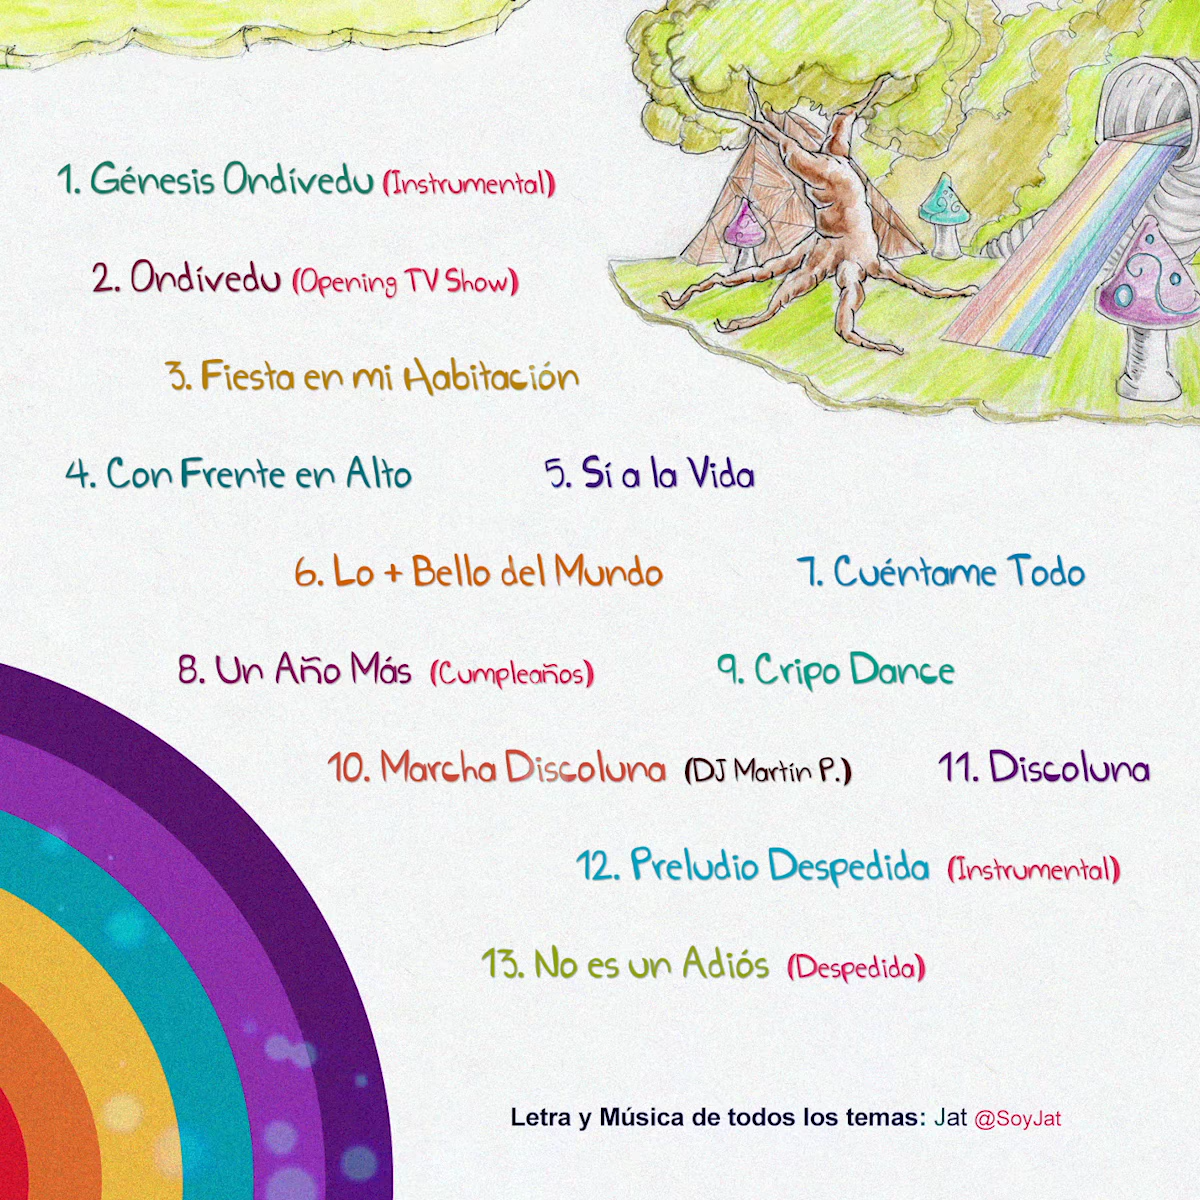 1. Génesis Ondívedu (Instrumental)
2. Ondívedu (Opening TV Show)
3. Fiesta en mi Habitación
4. Con Frente en Alto
5. Sí a la Vida
6. Lo + Bello del Mundo
7. Cuéntame Todo
8. Un Año Más (Cumpleaños)
9. Cripo Dance
10. Marcha Discoluna (DJ Martín P.)
11. Discoluna
12. Preludio Despedida (Instrumental)
13. No es un Adiós (Despedida)
Letra y Música de todos los temas: Jat @SoyJat